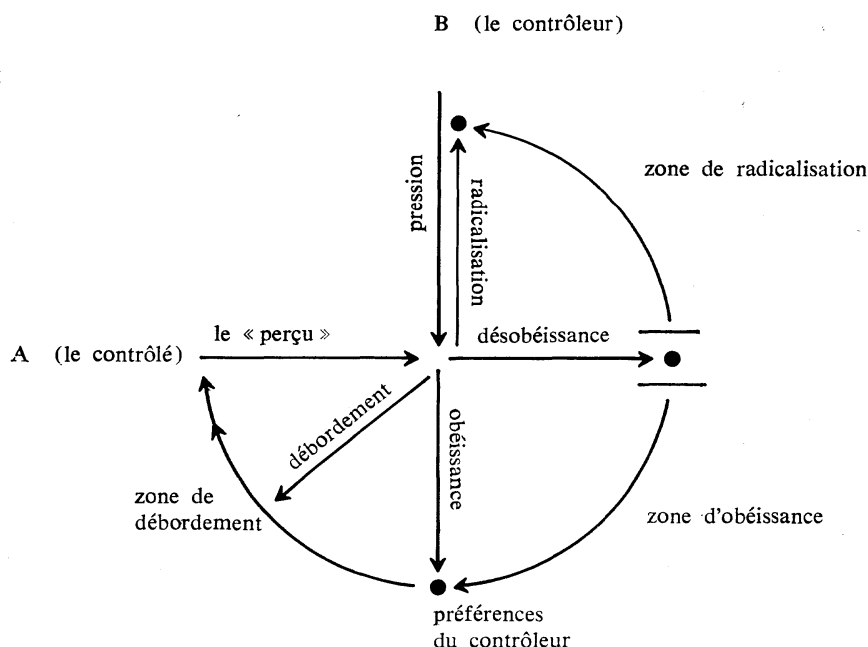 B (le contrôleur)
pression
radicalisation
zone de radicalisation
A (le contrôlé)
le « perçu »
désobéissance
débordement
obéissance
zone de
débordement
zone d'obéissance
préférences
du contrôleur